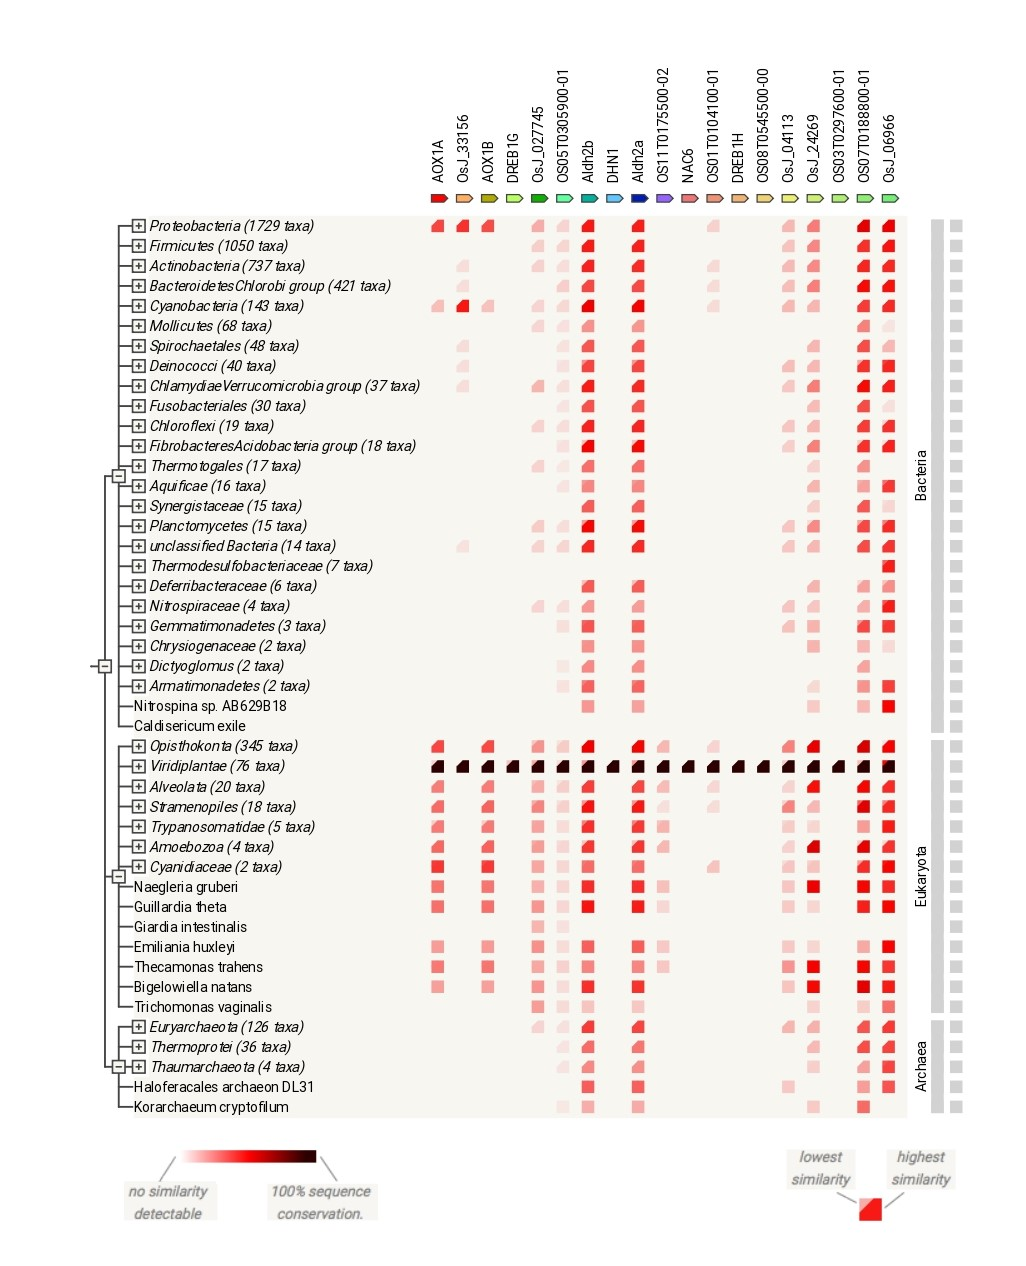 AOX1A
OsJ_33156
AOX1B
DREB1G
OsJ_027745
OS05T0305900-01
Aldh2b
DHN1
Aldh2a
OS11T0175500-02
NAC6
OS01T0104100-01
DREB1H
OS08T0545500-00
OsJ_04113
OsJ_24269
OS03T0297600-01
OS07T0188800-01
OsJ_06966
Proteobacteria (1729 taxa)
Firmicutes (1050 taxa)
Actinobacteria (737 taxa)
BacteroidetesChlorobi group (421 taxa)
Cyanobacteria (143 taxa)
Mollicutes (68 taxa)
Spirochaetales (48 taxa)
Deinococci (40 taxa)
ChlamydiaeVerrucomicrobia group (37 taxa)
Fusobacteriales (30 taxa)
Chloroflexi (19 taxa)
FibrobacteresAcidobacteria group (18 taxa)
Thermotogales (17 taxa)
Aquificae (16 taxa)
Synergistaceae (15 taxa)
Planctomycetes (15 taxa)
unclassified Bacteria (14 taxa)
Thermodesulfobacteriaceae (7 taxa)
Deferribacteraceae (6 taxa)
Nitrospiraceae (4 taxa)
Gemmatimonadetes (3 taxa)
Chrysiogenaceae (2 taxa)
Dictyoglomus (2 taxa)
Armatimonadetes (2 taxa)
Nitrospina sp. AB629B18
Caldisericum exile
Bacteria
Opisthokonta (345 taxa)
Viridiplantae (76 taxa)
Alveolata (20 taxa)
Stramenopiles (18 taxa)
Trypanosomatidae (5 taxa)
Amoebozoa (4 taxa)
Cyanidiaceae (2 taxa)
Naegleria gruberi
Guillardia theta
Giardia intestinalis
Emiliania huxleyi
Thecamonas trahens
Bigelowiella natans
Trichomonas vaginalis
Eukaryota
Euryarchaeota (126 taxa)
Thermoprotei (36 taxa)
Thaumarchaeota (4 taxa)
Haloferacales archaeon DL31
Korarchaeum cryptofilum
Archaea
no similarity
detectable
100% sequence
conservation.
lowest
similarity
highest
similarity